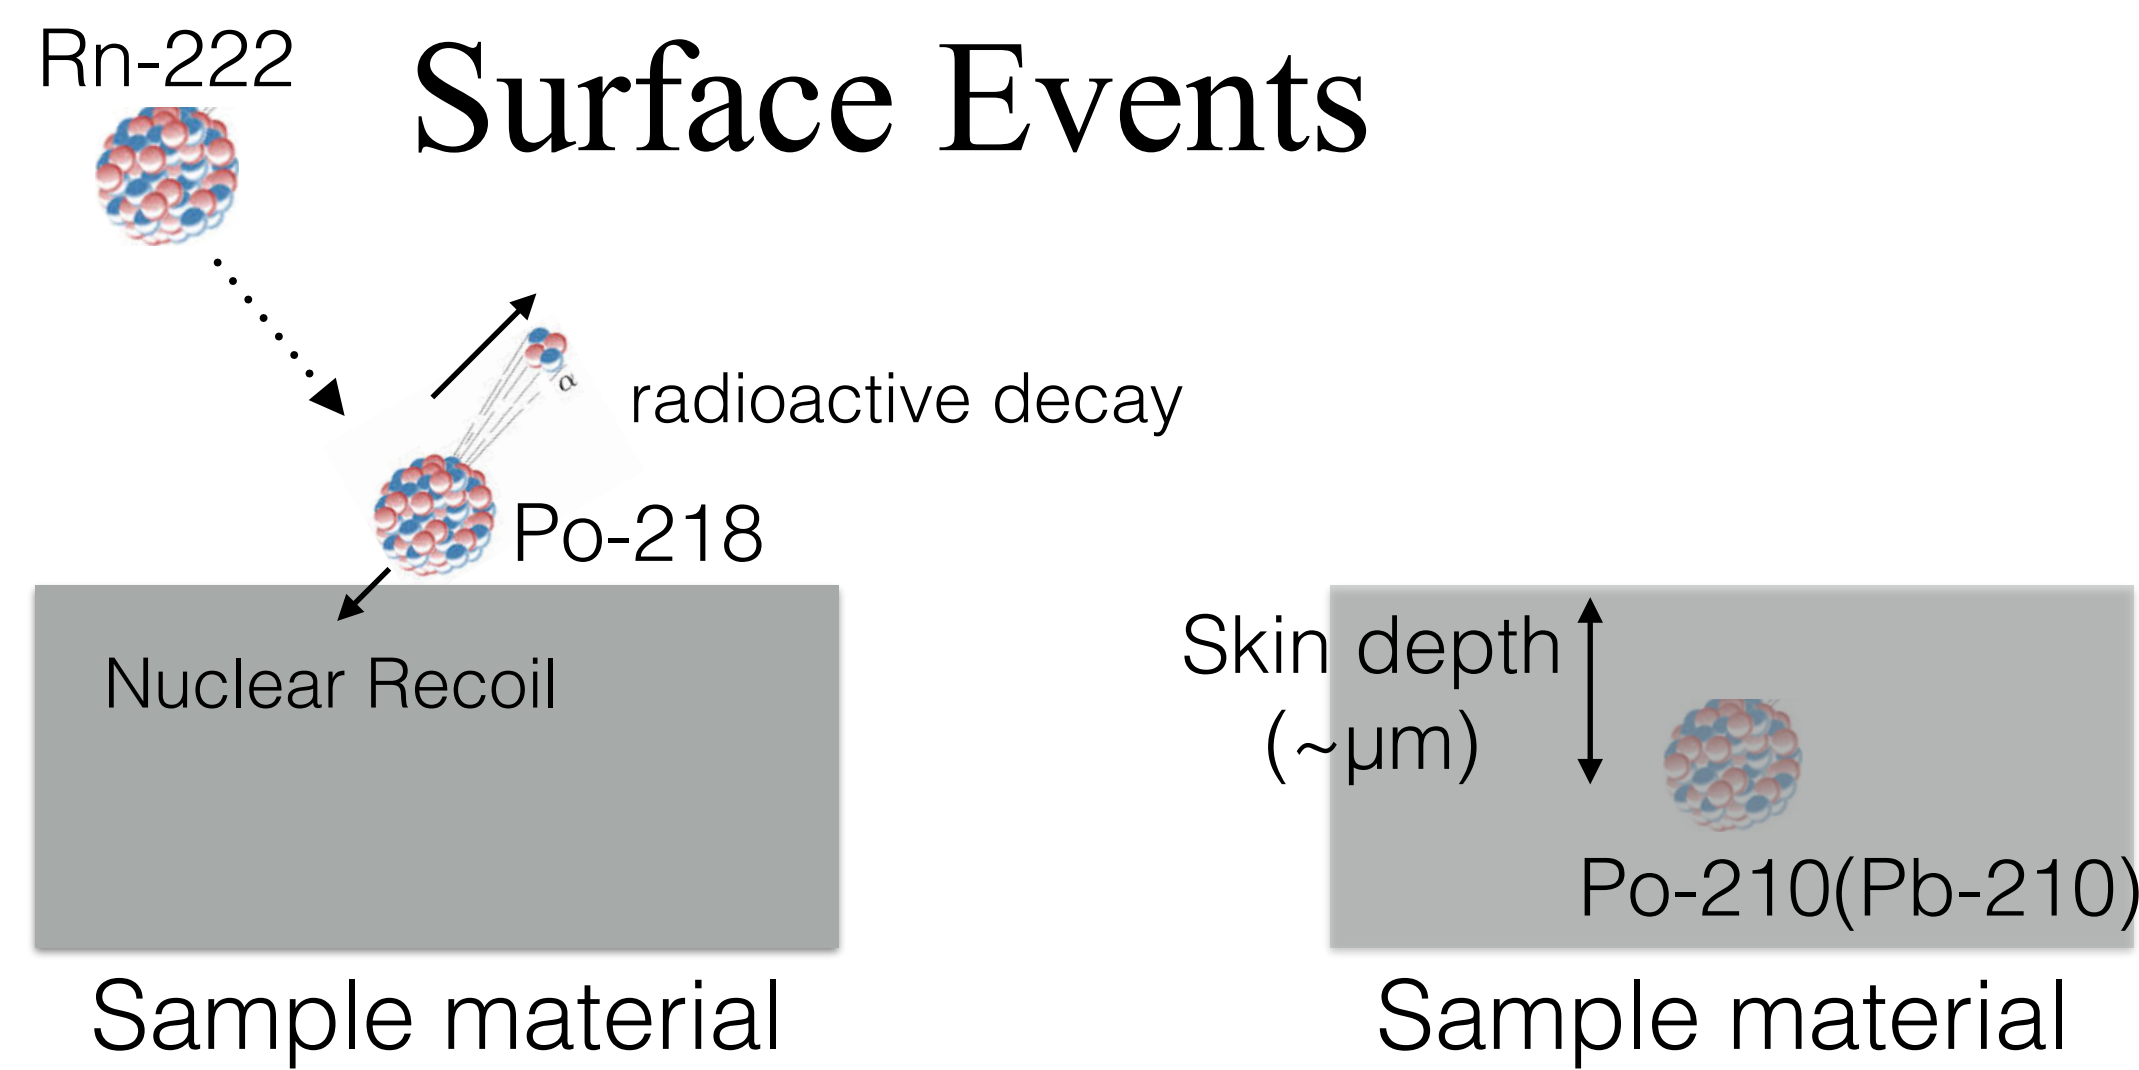 Rn-222
Surface Events
α
radioactive decay
Po-218
Nuclear Recoil
Sample material
Skin depth
(~µm)
Po-210(Pb-210)
Sample material